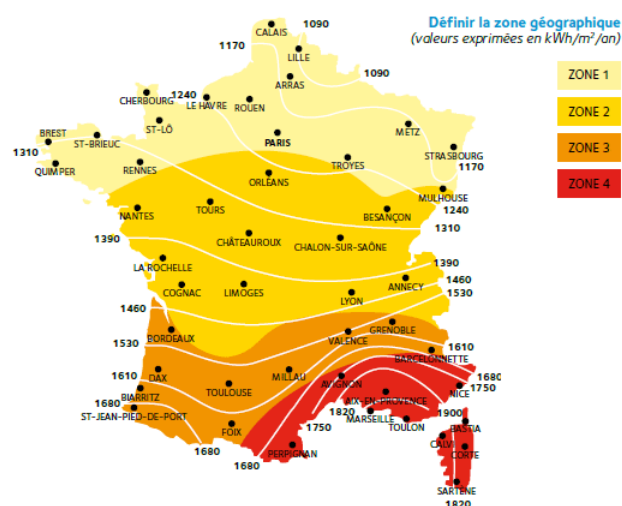 Définir la zone géographique
(valeurs exprimées en kWh/m²/an)
ZONE 1
ZONE 2
ZONE 3
ZONE 4
1090
CALAIS
1170
LILLE
ARRAS
1090
1240
CHERBOURG
LE HAVRE
ROUEN
ST-LÔ
METZ
BREST
ST-BRIEUC
PARIS
1310
STRASBOURG
QUIMPER
RENNES
TROYES
1170
ORLÉANS
MULHOUSE
NANTES
TOURS
BESANÇON
1240
1310
1390
CHÂTEAUROUX
CHALON-SUR-SAÔNE
LA ROCHELLE
1390
1460
ANNECY
COGNAC
LIMOGES
LYON
1530
1460
BORDEAUX
GRENOBLE
VALENCE
1530
1610
BARCELONNETTE
1610
DAX
MILLAU
AVIGNON
1680
BIARRITZ
TOULOUSE
NICE
1750
1680
AIX-EN-PROVENCE
ST-JEAN-PIED-DE-PORT
1820
MARSEILLE
1900
TOULON
FOIX
1750
BASTIA
CALVI
1680
PERPIGNAN
CORTE
1680
SARTÈNE
1820